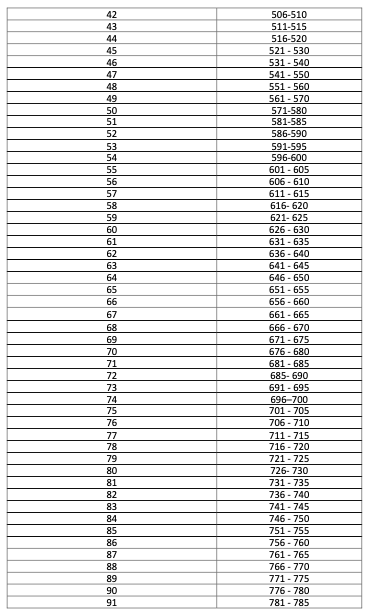 42 506-510
43 511-515
44 516-520
45 521 - 530
46 531 - 540
47 541 - 550
48 551 - 560
49 561 - 570
50 571-580
51 581-585
52 586-590
53 591-595
54 596-600
55 601 - 605
56 606 - 610
57 611 - 615
58 616- 620
59 621- 625
60 626 - 630
61 631 - 635
62 636 - 640
63 641 - 645
64 646 - 650
65 651 - 655
66 656 - 660
67 661 - 665
68 666 - 670
69 671 - 675
70 676 - 680
71 681 - 685
72 685- 690
73 691 - 695
74 696–700
75 701 - 705
76 706 - 710
77 711 - 715
78 716 - 720
79 721 - 725
80 726- 730
81 731 - 735
82 736 - 740
83 741 - 745
84 746 - 750
85 751 - 755
86 756 - 760
87 761 - 765
88 766 - 770
89 771 - 775
90 776 - 780
91 781 - 785